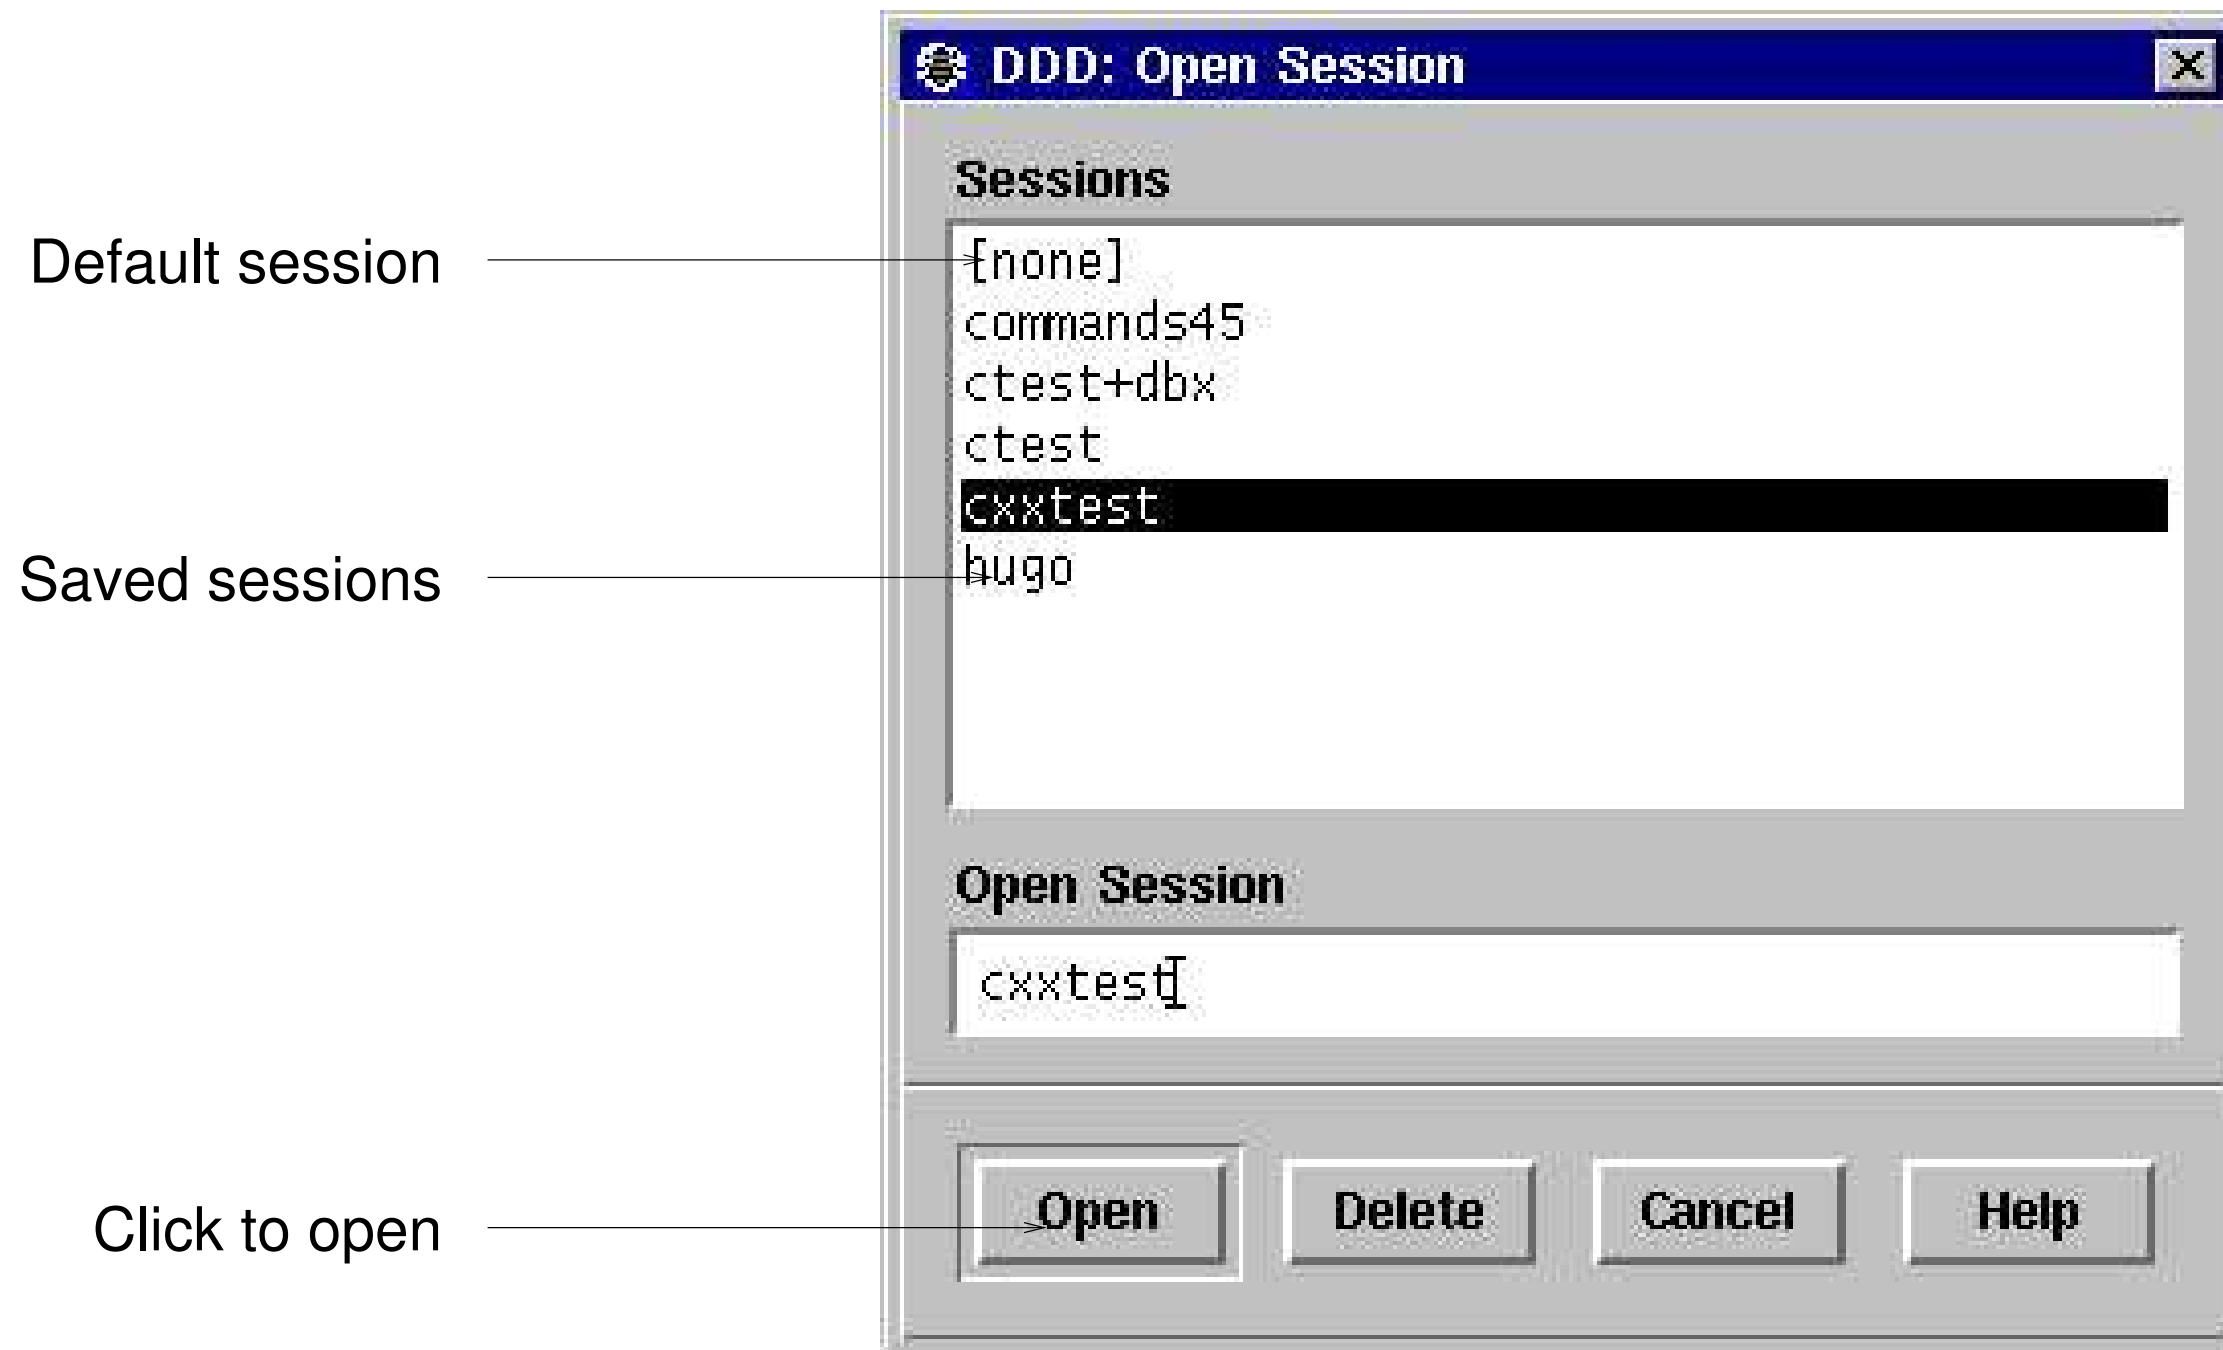 DDD: Open Session
Sessions
Default session
[none]
commands45
ctest+dbx
ctest
cxxtest
Saved sessions
hugo
Open Session
cxxtest
Click to open
Open
Delete
Cancel
Help